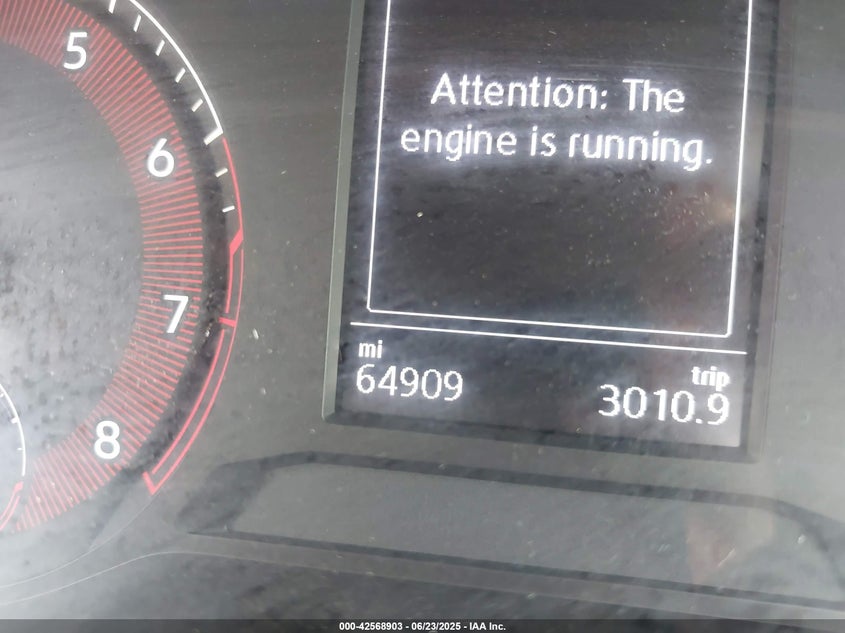 5
6
7
8
Attention: The
engine is running.
mi
64909
trip
3010.9
000-42568903 - 06/23/2025 - IAA Inc.